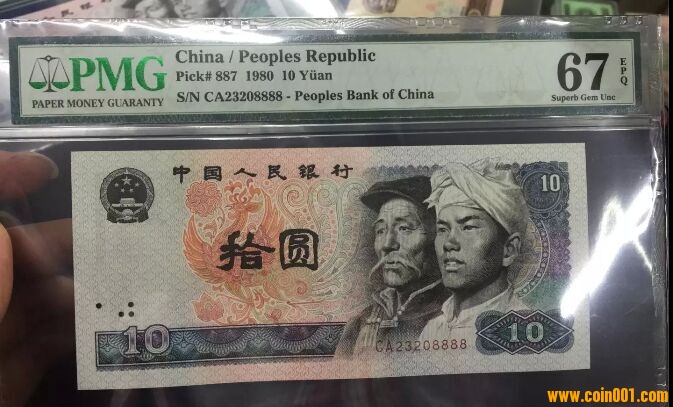 PMG
PAPER MONEY GUARANTY
China / Peoples Republic
Pick# 887 1980 10 Yüan
S/N CA23208888 - Peoples Bank of China
67 EPQ
Superb Gem Unc
中国人民银行
10
拾圆
10
CA23208888
10
www.coin001.com